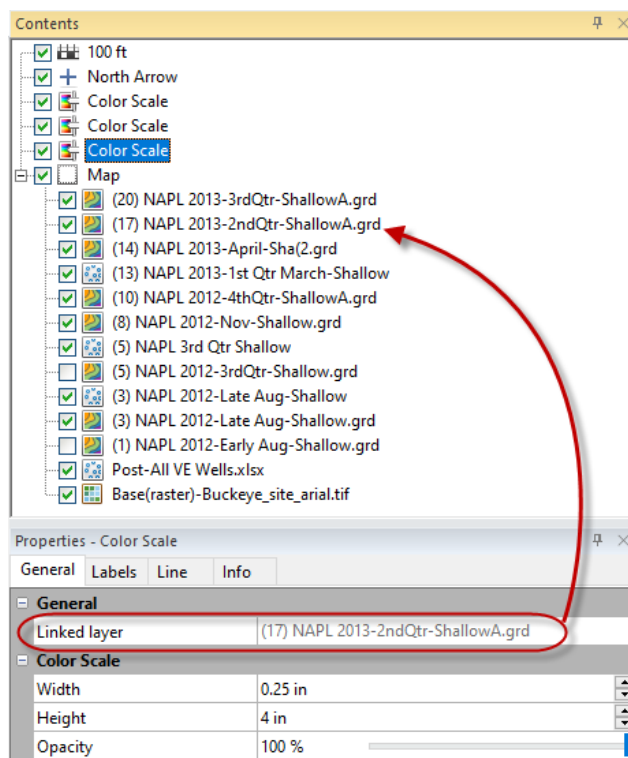 Contents
100 ft
North Arrow
Color Scale
Color Scale
Color Scale
Map
(20) NAPL 2013-3rdQtr-ShallowA.grd
(17) NAPL 2013-2ndQtr-ShallowA.grd
(14) NAPL 2013-April-Sha(2.grd
(13) NAPL 2013-1st Qtr March-Shallow
(10) NAPL 2012-4thQtr-ShallowA.grd
(8) NAPL 2012-Nov-Shallow.grd
(5) NAPL 3rd Qtr Shallow
(5) NAPL 2012-3rdQtr-Shallow.grd
(3) NAPL 2012-Late Aug-Shallow
(3) NAPL 2012-Late Aug-Shallow.grd
(1) NAPL 2012-Early Aug-Shallow.grd
Post-All VE Wells.xlsx
Base(raster)-Buckeye_site_arial.tif
Properties - Color Scale
General Labels Line Info
General
Linked layer (17) NAPL 2013-2ndQtr-ShallowA.grd
Color Scale
Width 0.25 in
Height 4 in
Opacity 100 %